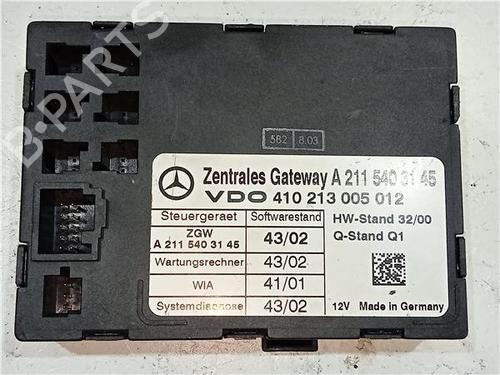 B-PARTS
582 8.03
Zentrales Gateway A 211 540 31 45
VDO 410 213 005 012
Steuergeraet Softwarestand HW-Stand 32/00
ZGW
A 211 540 31 45 43/02 Q-Stand Q1
Wartungsrechner 43/02
WIA 41/01
Systemdiagnose 43/02 12V Made in Germany